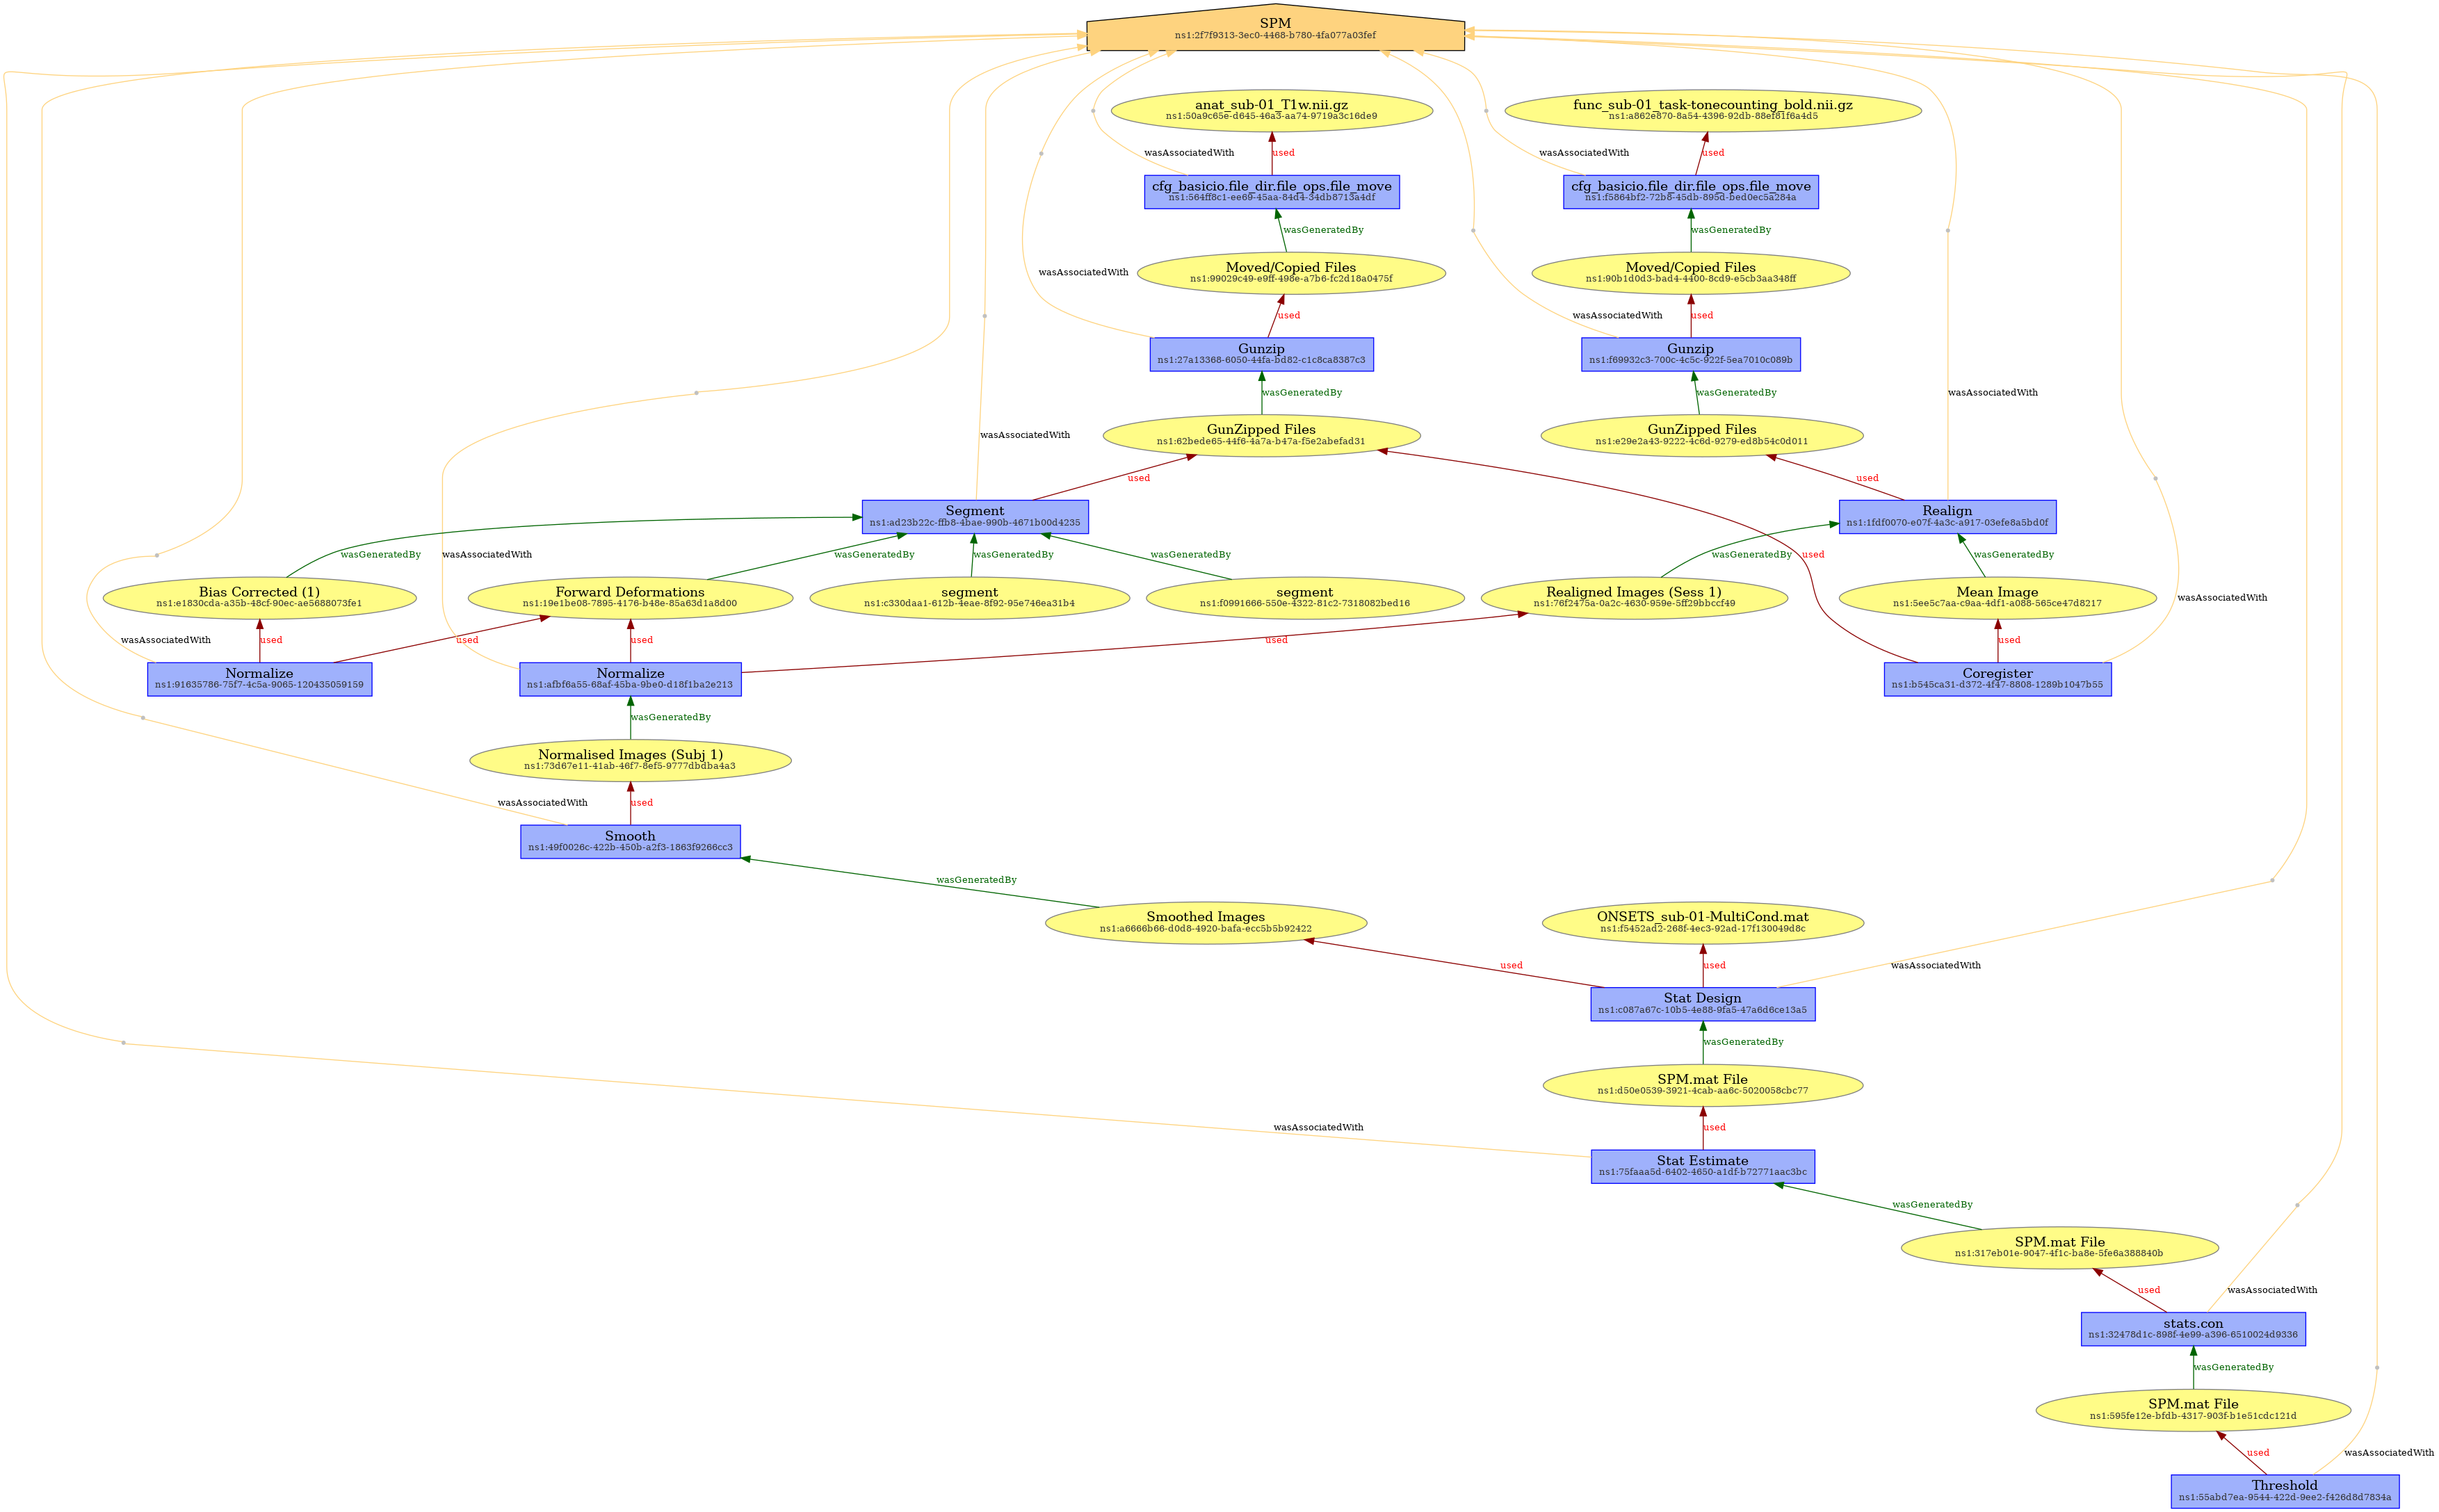 SPM
ns1:2f7f9313-3ec0-4468-b780-4fa077a03fef
anat_sub-01_T1w.nii.gz
ns1:50a9c65e-d645-46a3-aa74-9719a3c16de9
func_sub-01_task-tonecounting_bold.nii.gz
ns1:a862e870-8a54-4396-92db-88ef81f6a4d5
wasAssociatedWith
used
wasAssociatedWith
used
cfg_basicio.file_dir.file_ops.file_move
ns1:564ff8c1-ee69-45aa-84d4-34db8713a4df
cfg_basicio.file_dir.file_ops.file_move
ns1:f5864bf2-72b8-45db-895d-bed0ec5a284a
wasGeneratedBy
wasGeneratedBy
wasAssociatedWith
Moved/Copied Files
ns1:99029c49-e9ff-498e-a7b6-fc2d18a0475f
Moved/Copied Files
ns1:90b1d0d3-bad4-4400-8cd9-e5cb3aa348ff
used
wasAssociatedWith
used
Gunzip
ns1:27a13368-6050-44fa-bd82-c1c8ca8387c3
Gunzip
ns1:f69932c3-700c-4c5c-922f-5ea7010c089b
wasGeneratedBy
wasGeneratedBy
wasAssociatedWith
wasAssociatedWith
GunZipped Files
ns1:62bede65-44f6-4a7a-b47a-f5e2abefad31
GunZipped Files
ns1:e29e2a43-9222-4c6d-9279-ed8b54c0d011
used
used
Segment
ns1:ad23b22c-ffb8-4bae-990b-4671b00d4235
Realign
ns1:1fdf0070-e07f-4a3c-a917-03efe8a5bd0f
wasGeneratedBy
wasAssociatedWith
wasGeneratedBy
wasGeneratedBy
wasGeneratedBy
wasGeneratedBy
used
wasGeneratedBy
Bias Corrected (1)
ns1:e1830cda-a35b-48cf-90ec-ae5688073fe1
Forward Deformations
ns1:19e1be08-7895-4176-b48e-85a63d1a8d00
segment
ns1:c330daa1-612b-4eae-8f92-95e746ea31b4
segment
ns1:f0991666-550e-4322-81c2-7318082bed16
Realigned Images (Sess 1)
ns1:76f2475a-0a2c-4630-959e-5ff29bbccf49
Mean Image
ns1:5ee5c7aa-c9aa-4df1-a088-565ce47d8217
wasAssociatedWith
wasAssociatedWith
used
used
used
used
used
Normalize
ns1:91635786-75f7-4c5a-9065-120435059159
Normalize
ns1:afbf6a55-68af-45ba-9be0-d18f1ba2e213
Coregister
ns1:b545ca31-d372-4f47-8808-1289b1047b55
wasGeneratedBy
Normalised Images (Subj 1)
ns1:73d67e11-41ab-46f7-8ef5-9777dbdba4a3
wasAssociatedWith
used
Smooth
ns1:49f0026c-422b-450b-a2f3-1863f9266cc3
wasGeneratedBy
Smoothed Images
ns1:a6666b66-d0d8-4920-bafa-ecc5b5b92422
ONSETS_sub-01-MultiCond.mat
ns1:f5452ad2-268f-4ec3-92ad-17f130049d8c
used
used
wasAssociatedWith
Stat Design
ns1:c087a67c-10b5-4e88-9fa5-47a6d6ce13a5
wasGeneratedBy
SPM.mat File
ns1:d50e0539-3921-4cab-aa6c-5020058cbc77
wasAssociatedWith
used
Stat Estimate
ns1:75faaa5d-6402-4650-a1df-b72771aac3bc
wasGeneratedBy
SPM.mat File
ns1:317eb01e-9047-4f1c-ba8e-5fe6a388840b
used
wasAssociatedWith
stats.con
ns1:32478d1c-898f-4e99-a396-6510024d9336
wasGeneratedBy
SPM.mat File
ns1:595fe12e-bfdb-4317-903f-b1e51cdc121d
used
wasAssociatedWith
Threshold
ns1:55abd7ea-9544-422d-9ee2-f426d8d7834a